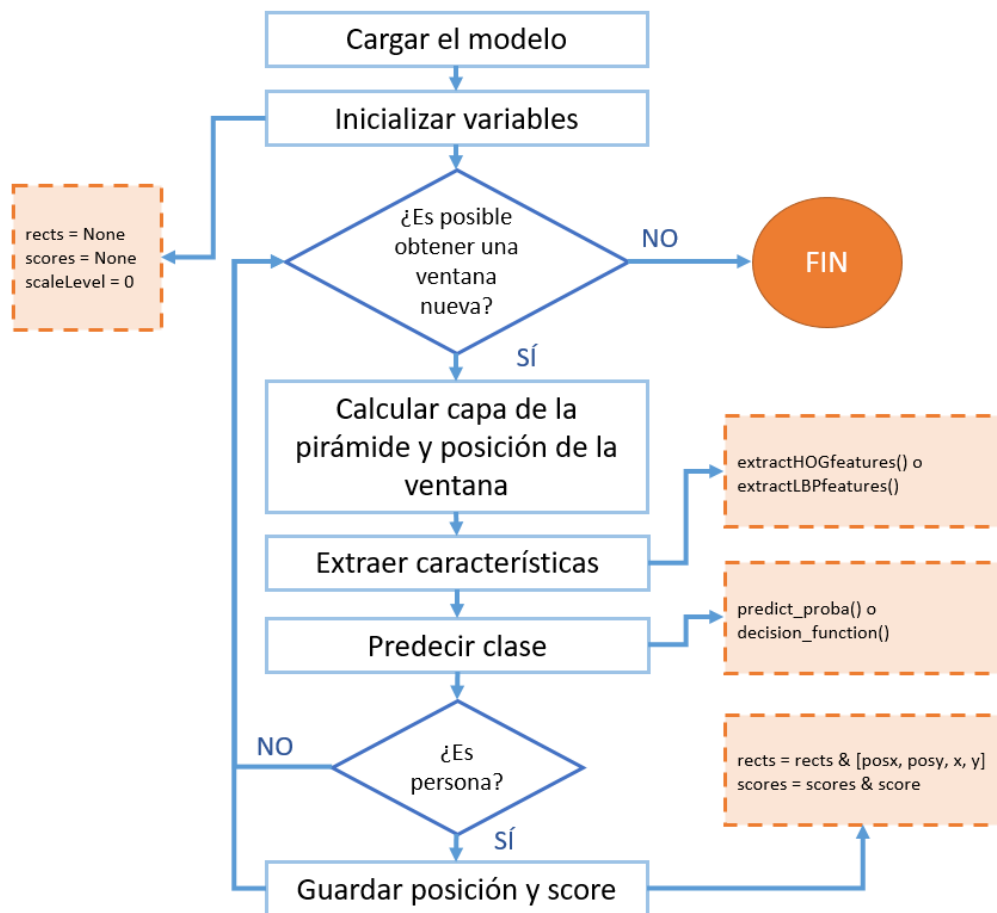 Cargar el modelo
Inicializar variables
rects = None
scores = None
scaleLevel = 0
¿Es posible
obtener una
ventana
nueva?
NO
FIN
SÍ
Calcular capa de la
pirámide y posición de la
ventana
extractHOGfeatures() o
extractLBPfeatures()
Extraer características
predict_proba() o
decision_function()
Predecir clase
NO
¿Es
persona?
rects = rects & [posx, posy, x, y]
scores = scores & score
SÍ
Guardar posición y score